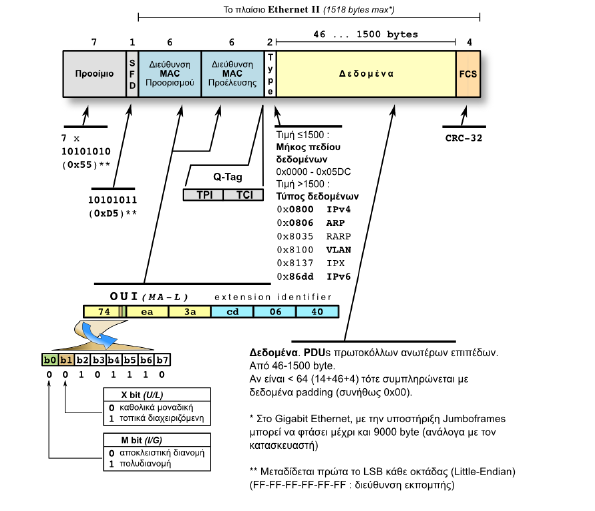 Το πλαίσιο Ethernet II (1518 bytes max*)
7 1 6 6 2 46 ... 1500 bytes 4
Προοίμιο
SFD
Διεύθυνση
MAC
Προορισμού
Διεύθυνση
MAC
Προέλευσης
Type
Δεδομένα
FCS
7 x
10101010
(0x55)**
10101011
(0xD5)**
Q-Tag
TPI TCI
Τιμή ≤1500 :
Μήκος πεδίου
δεδομένων
0x0000 - 0x05DC
Τιμή >1500 :
Τύπος δεδομένων
0x0800 IPv4
0x0806 ARP
0x8035 RARP
0x8100 VLAN
0x8137 IPX
0x86dd IPv6
CRC-32
OUI (MA-L) extension identifier
74 ea 3a cd 06 40
b0 b1 b2 b3 b4 b5 b6 b7
0 0 1 0 1 1 1 0
X bit (U/L)
0 καθολικά μοναδική
1 τοπικά διαχειριζόμενη
M bit (I/G)
0 αποκλειστική διανομή
1 πολυδιανομή
Δεδομένα. PDUs πρωτοκόλλων ανωτέρων επιπέδων.
Από 46-1500 byte.
Αν είναι < 64 (14+46+4) τότε συμπληρώνεται με
δεδομένα padding (συνήθως 0x00).
* Στο Gigabit Ethernet, με την υποστήριξη Jumboframes
μπορεί να φτάσει μέχρι και 9000 byte (ανάλογα με τον
κατασκευαστή)
** Μεταδίδεται πρώτα το LSB κάθε οκτάδας (Little-Endian)
(FF-FF-FF-FF-FF-FF : διεύθυνση εκπομπής)